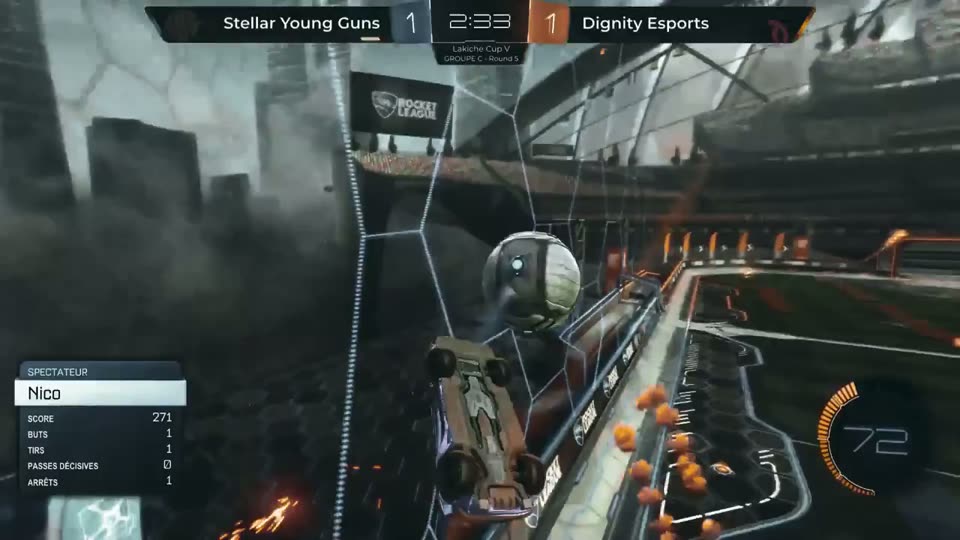 Stellar Young Guns 1 2:33 1 Dignity Esports
Lakiche Cup V
GROUPE C - Round 5
ROCKET
LEAGUE
SPECTATEUR
Nico
SCORE 271
BUTS 1
TIRS 1
PASSES DÉCISIVES 0
ARRÊTS 1
72